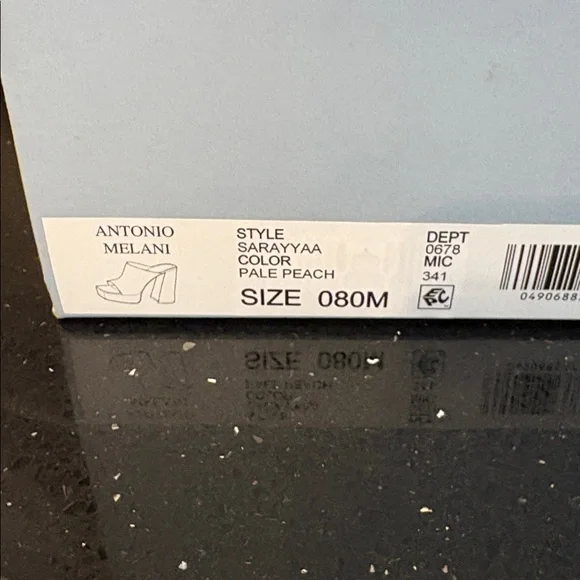 ANTONIO
MELANI
STYLE
SARAYYAA
COLOR
PALE PEACH
SIZE 080M
DEPT
0678
MIC
341